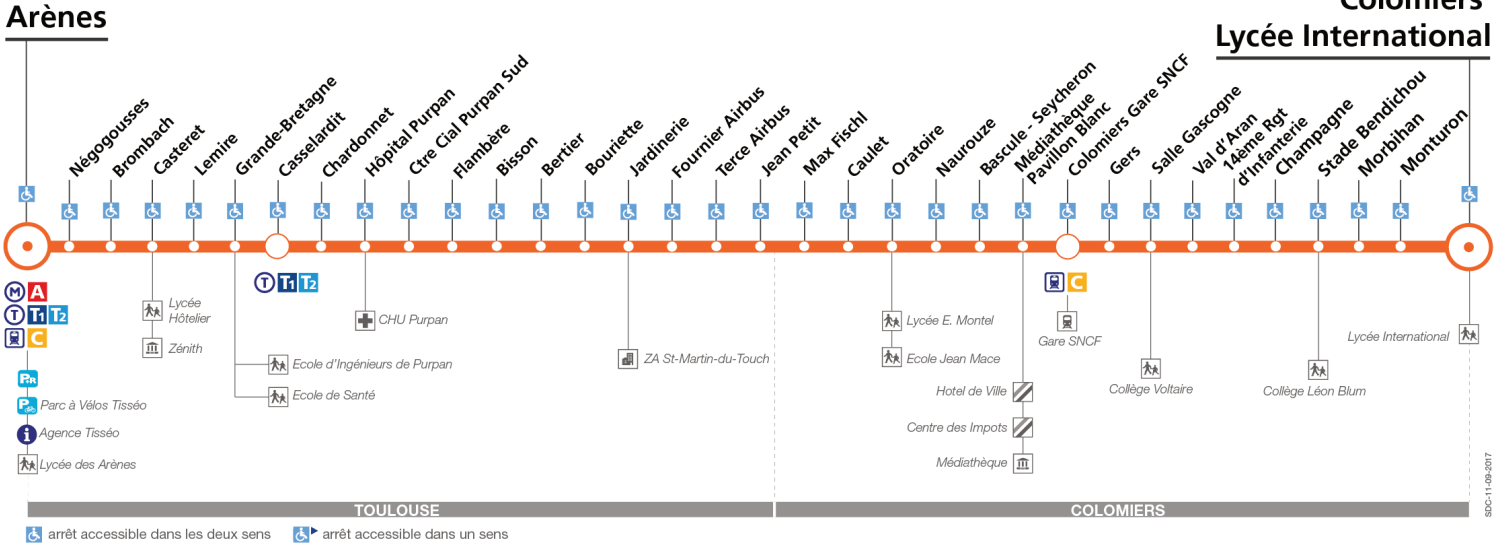 Arènes
Colomiers
Lycée International
Négogousses
Brombach
Casteret
Lemire
Grande-Bretagne
Casselardit
Chardonnet
Hôpital Purpan
Ctre Cial Purpan Sud
Flambère
Bisson
Bertier
Bouriette
Jardinerie
Fournier Airbus
Terce Airbus
Jean Petit
Max Fischl
Caulet
Oratoire
Naurouze
Bascule - Seycheron
Médiathèque
Pavillon Blanc
Colomiers Gare SNCF
Gers
Salle Gascogne
Val d'Aran
14ème Rgt
d'Infanterie
Champagne
Stade Bendichou
Morbihan
Monturon
M A
T T1 T2
C
P+R
P Parc à Vélos Tisséo
i Agence Tisséo
Lycée des Arènes
Lycée
Hôtelier
Zénith
T T1 T2
Ecole d'Ingénieurs de Purpan
Ecole de Santé
CHU Purpan
ZA St-Martin-du-Touch
Lycée E. Montel
Ecole Jean Mace
Hotel de Ville
Centre des Impots
Médiathèque
C
Gare SNCF
Collège Voltaire
Collège Léon Blum
Lycée International
TOULOUSE
COLOMIERS
arrêt accessible dans les deux sens
arrêt accessible dans un sens
SDC-11-09-2017